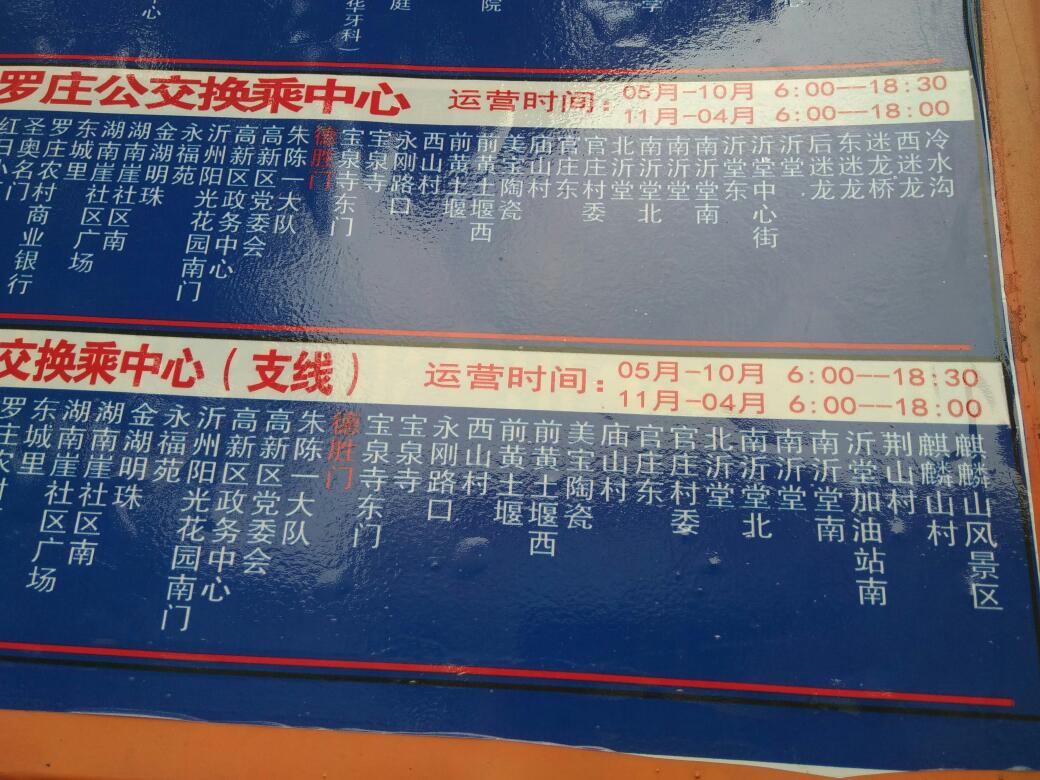 中心
华牙科）
庭
院
学
心
罗庄公交换乘中心
运营时间：
05月-10月 6:00--18:30
11月-04月 6:00--18:00
圣奥名门
罗庄农村商业银行
东城里
湖南崖社区广场
湖南崖社区南
金湖明珠
永福苑
沂州阳光花园南门
高新区政务中心
高新区党委会
朱陈一大队
德胜门
宝泉寺东门
宝泉寺
永刚路口
西山村
前黄土堰
前黄土堰西
美宝陶瓷
庙山村
官庄东
官庄村委
北沂堂
南沂堂北
南沂堂
南沂堂南
沂堂东
沂堂中心街
沂堂
后迷龙
东迷龙
迷龙桥
西迷龙
冷水沟
交换乘中心（支线）
运营时间：
05月-10月 6:00--18:30
11月-04月 6:00--18:00
罗庄农村
东城里
湖南崖社区广场
湖南崖社区南
金湖明珠
永福苑
沂州阳光花园南门
高新区政务中心
高新区党委会
朱陈一大队
德胜门
宝泉寺东门
宝泉寺
永刚路口
西山村
前黄土堰
前黄土堰西
美宝陶瓷
庙山村
官庄东
官庄村委
北沂堂
南沂堂北
南沂堂
南沂堂南
沂堂加油站南
荆山村
麒麟山村
麒麟山风景区